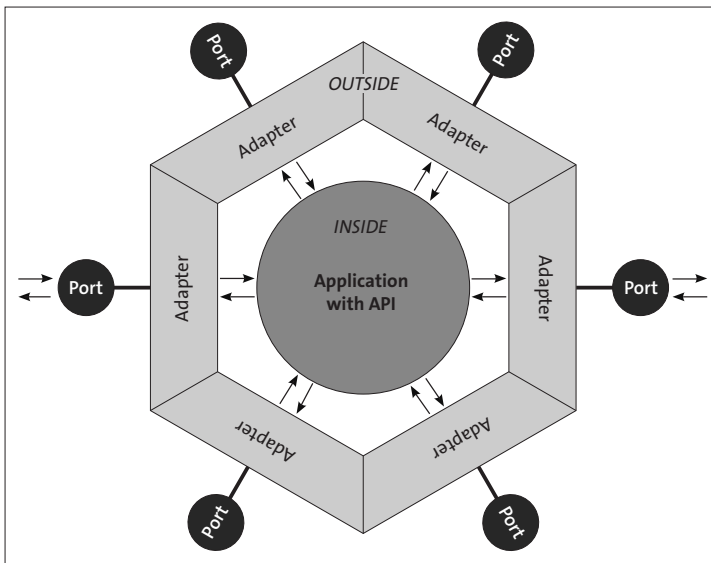 Port
Port
OUTSIDE
Adapter
Adapter
INSIDE
Port
Adapter
Application
with API
Adapter
Port
Adapter
Adapter
Port
Port